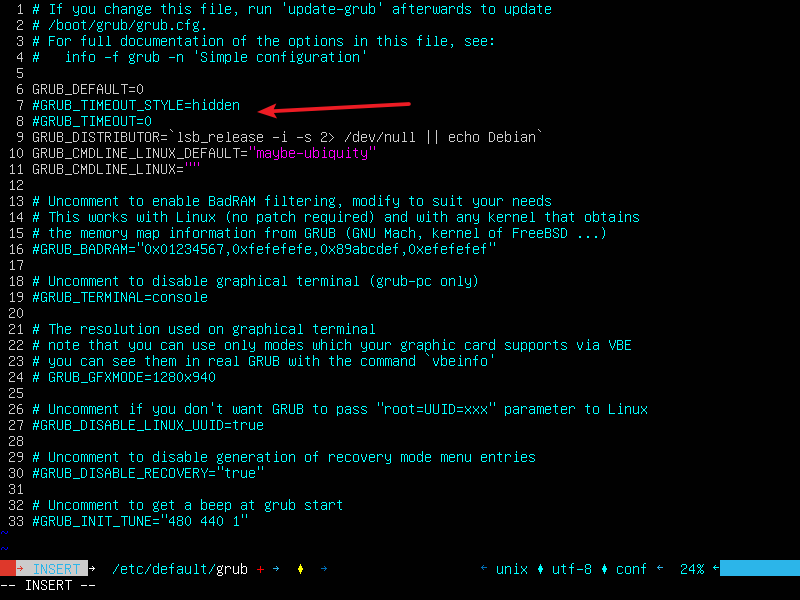 1 # If you change this file, run 'update-grub' afterwards to update
2 # /boot/grub/grub.cfg.
3 # For full documentation of the options in this file, see:
4 #   info -f grub -n 'Simple configuration'
5
6 GRUB_DEFAULT=0
7 #GRUB_TIMEOUT_STYLE=hidden
8 #GRUB_TIMEOUT=0
9 GRUB_DISTRIBUTOR=`lsb_release -i -s 2> /dev/null || echo Debian`
10 GRUB_CMDLINE_LINUX_DEFAULT="maybe-ubiquity"
11 GRUB_CMDLINE_LINUX=""
12
13 # Uncomment to enable BadRAM filtering, modify to suit your needs
14 # This works with Linux (no patch required) and with any kernel that obtains
15 # the memory map information from GRUB (GNU Mach, kernel of FreeBSD ...)
16 #GRUB_BADRAM="0x01234567,0xfefefefe,0x89abcdef,0xefefefef"
17
18 # Uncomment to disable graphical terminal (grub-pc only)
19 #GRUB_TERMINAL=console
20
21 # The resolution used on graphical terminal
22 # note that you can use only modes which your graphic card supports via VBE
23 # you can see them in real GRUB with the command `vbeinfo'
24 # GRUB_GFXMODE=1280x940
25
26 # Uncomment if you don't want GRUB to pass "root=UUID=xxx" parameter to Linux
27 #GRUB_DISABLE_LINUX_UUID=true
28
29 # Uncomment to disable generation of recovery mode menu entries
30 #GRUB_DISABLE_RECOVERY="true"
31
32 # Uncomment to get a beep at grub start
33 #GRUB_INIT_TUNE="480 440 1"
~
~
→ INSERT → /etc/default/grub + → ♦ → ← unix ♦ utf-8 ♦ conf ← 24% ←
-- INSERT --